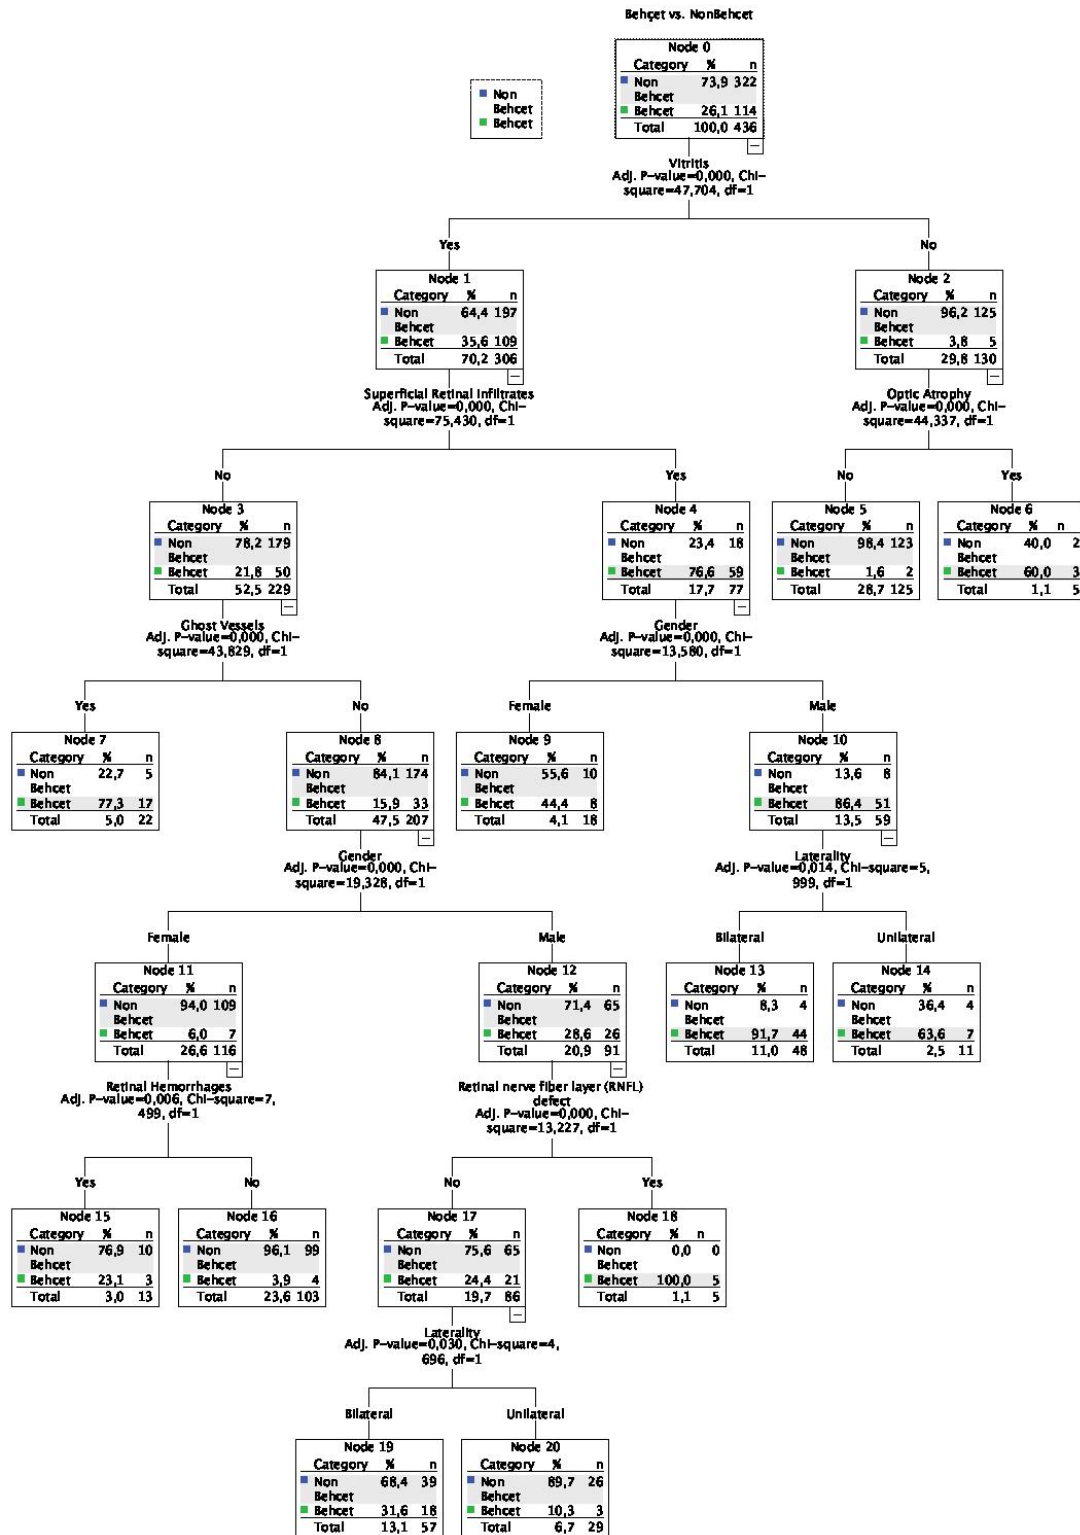 Behçet vs. NonBehcet
Non
Behcet
Behcet
Node 0
Category % n
Non 73,9 322
Behcet
Behcet 26,1 114
Total 100,0 436
Vitritis
Adj. P-value=0,000, Chi-
square=47,704, df=1
Yes
No
Node 1
Category % n
Non 64,4 197
Behcet
Behcet 35,6 109
Total 70,2 306
Node 2
Category % n
Non 96,2 125
Behcet
Behcet 3,8 5
Total 29,8 130
Superficial Retinal Infiltrates
Adj. P-value=0,000, Chi-
square=75,430, df=1
Optic Atrophy
Adj. P-value=0,000, Chi-
square=44,337, df=1
No
Yes
No
Yes
Node 3
Category % n
Non 78,2 179
Behcet
Behcet 21,8 50
Total 52,5 229
Node 4
Category % n
Non 23,4 18
Behcet
Behcet 76,6 59
Total 17,7 77
Node 5
Category % n
Non 98,4 123
Behcet
Behcet 1,6 2
Total 28,7 125
Node 6
Category % n
Non 40,0 2
Behcet
Behcet 60,0 3
Total 1,1 5
Ghost Vessels
Adj. P-value=0,000, Chi-
square=43,829, df=1
Gender
Adj. P-value=0,000, Chi-
square=13,580, df=1
Yes
No
Female
Male
Node 7
Category % n
Non 22,7 5
Behcet
Behcet 77,3 17
Total 5,0 22
Node 8
Category % n
Non 84,1 174
Behcet
Behcet 15,9 33
Total 47,5 207
Node 9
Category % n
Non 55,6 10
Behcet
Behcet 44,4 8
Total 4,1 18
Node 10
Category % n
Non 13,6 8
Behcet
Behcet 86,4 51
Total 13,5 59
Gender
Adj. P-value=0,000, Chi-
square=19,328, df=1
Laterality
Adj. P-value=0,014, Chi-square=5,
999, df=1
Female
Male
Bilateral
Unilateral
Node 11
Category % n
Non 94,0 109
Behcet
Behcet 6,0 7
Total 26,6 116
Node 12
Category % n
Non 71,4 65
Behcet
Behcet 28,6 26
Total 20,9 91
Node 13
Category % n
Non 8,3 4
Behcet
Behcet 91,7 44
Total 11,0 48
Node 14
Category % n
Non 36,4 4
Behcet
Behcet 63,6 7
Total 2,5 11
Retinal Hemorrhages
Adj. P-value=0,006, Chi-square=7,
499, df=1
Retinal nerve fiber layer (RNFL)
defect
Adj. P-value=0,000, Chi-
square=13,227, df=1
Yes
No
No
Yes
Node 15
Category % n
Non 76,9 10
Behcet
Behcet 23,1 3
Total 3,0 13
Node 16
Category % n
Non 96,1 99
Behcet
Behcet 3,9 4
Total 23,6 103
Node 17
Category % n
Non 75,6 65
Behcet
Behcet 24,4 21
Total 19,7 86
Node 18
Category % n
Non 0,0 0
Behcet
Behcet 100,0 5
Total 1,1 5
Laterality
Adj. P-value=0,030, Chi-square=4,
696, df=1
Bilateral
Unilateral
Node 19
Category % n
Non 68,4 39
Behcet
Behcet 31,6 18
Total 13,1 57
Node 20
Category % n
Non 89,7 26
Behcet
Behcet 10,3 3
Total 6,7 29